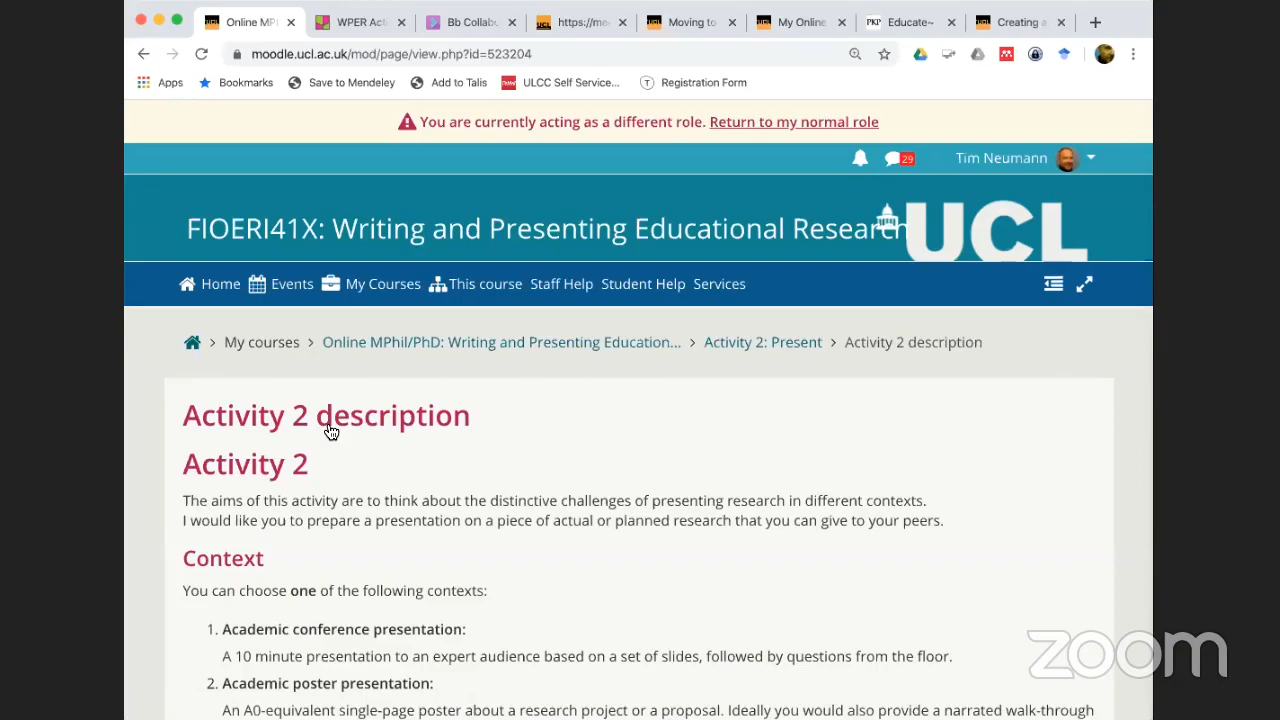 Online MPI
WPER Acti
Bb Collabu
https://mo
Moving to
My Online
PKP Educate~
Creating a
moodle.ucl.ac.uk/mod/page/view.php?id=523204
Apps Bookmarks Save to Mendeley Add to Talis ULCC Self Service... Registration Form
You are currently acting as a different role. Return to my normal role
29 Tim Neumann
FIOERI41X: Writing and Presenting Educational Research
UCL
Home Events My Courses This course Staff Help Student Help Services
My courses > Online MPhil/PhD: Writing and Presenting Education... > Activity 2: Present > Activity 2 description
Activity 2 description
Activity 2
The aims of this activity are to think about the distinctive challenges of presenting research in different contexts.
I would like you to prepare a presentation on a piece of actual or planned research that you can give to your peers.
Context
You can choose one of the following contexts:
1. Academic conference presentation:
A 10 minute presentation to an expert audience based on a set of slides, followed by questions from the floor.
2. Academic poster presentation:
An A0-equivalent single-page poster about a research project or a proposal. Ideally you would also provide a narrated walk-through
zoom